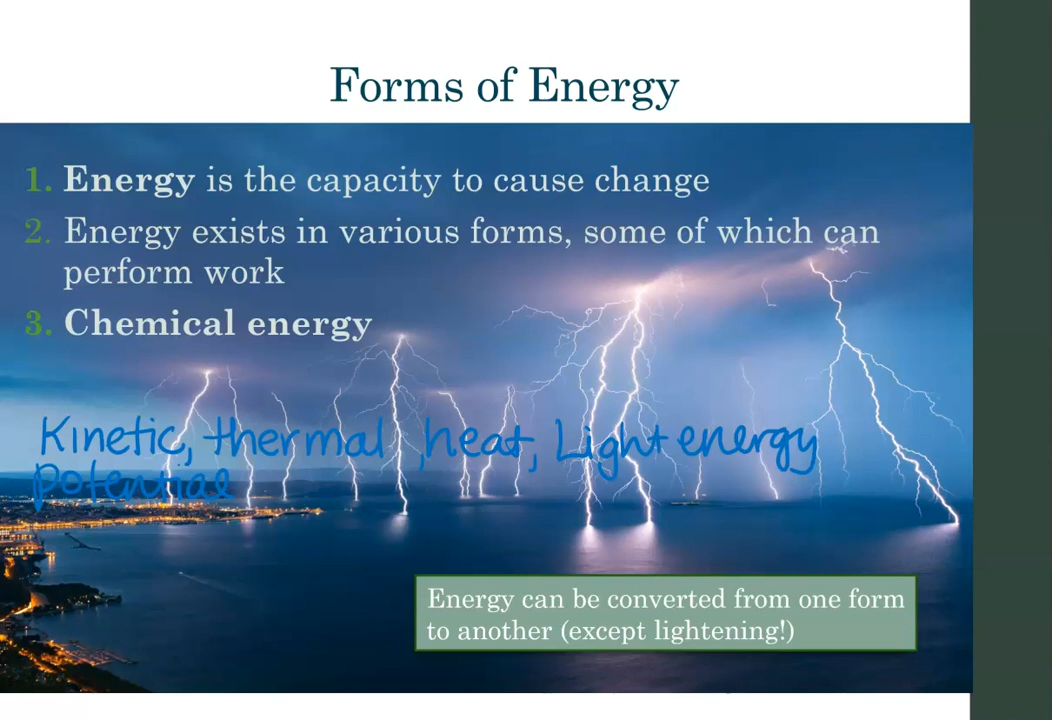 Forms of Energy
1. Energy is the capacity to cause change
2. Energy exists in various forms, some of which can
perform work
3. Chemical energy
Kinetic, thermal, heat, Light energy
potential
Energy can be converted from one form
to another (except lightening!)